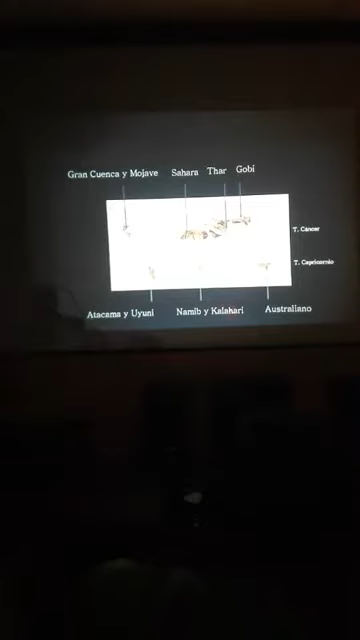 Gran Cuenca y Mojave Sahara Thar Gobi
T. Cáncer
T. Capricornio
Atacama y Uyuni Namib y Kalahari Australiano